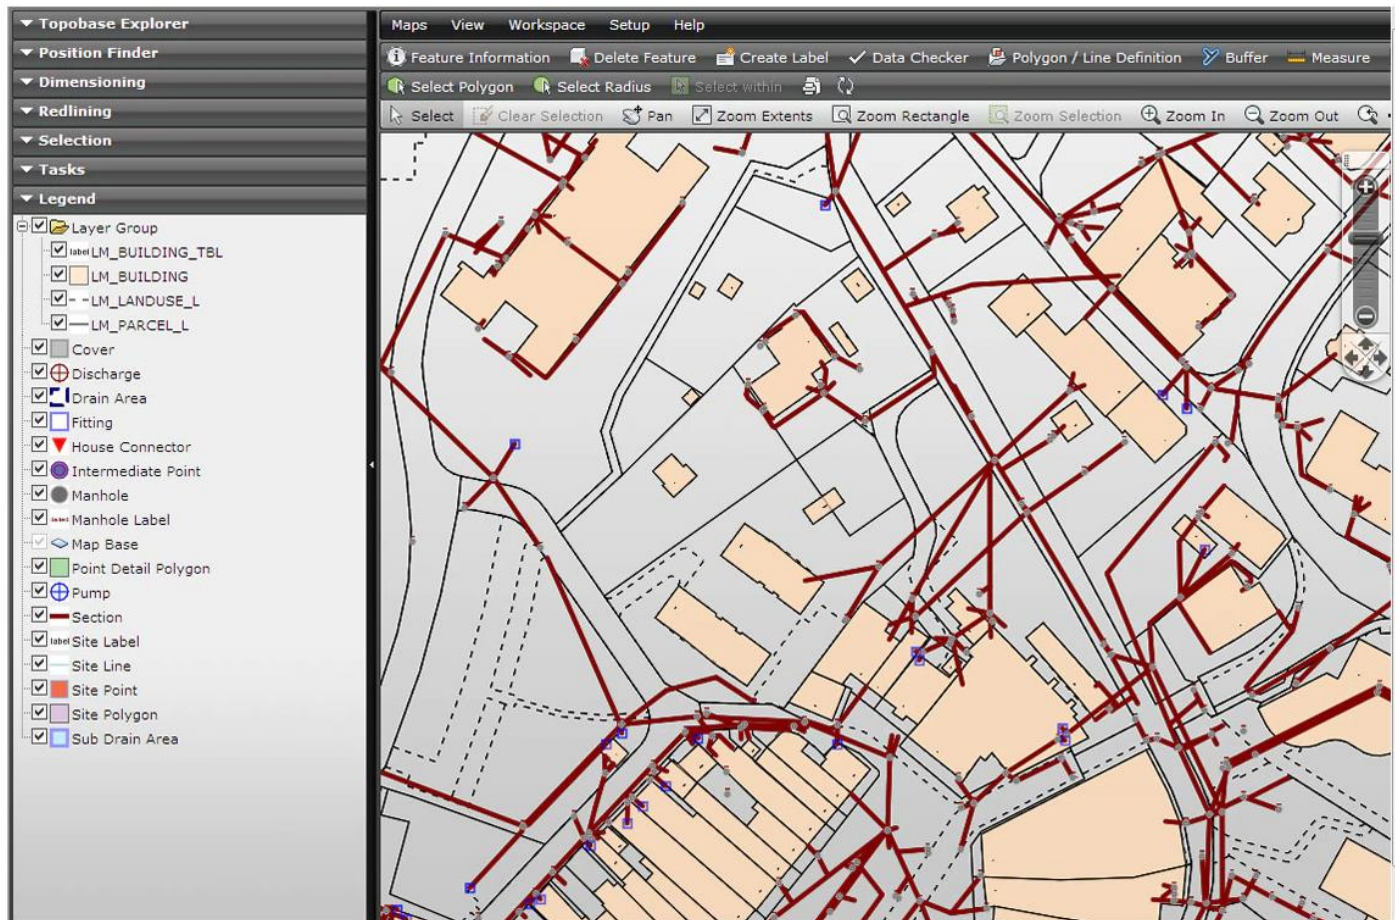 Topobase Explorer
Position Finder
Dimensioning
Redlining
Selection
Tasks
Legend
Layer Group
label LM_BUILDING_TBL
LM_BUILDING
LM_LANDUSE_L
LM_PARCEL_L
Cover
Discharge
Drain Area
Fitting
House Connector
Intermediate Point
Manhole
label Manhole Label
Map Base
Point Detail Polygon
Pump
Section
label Site Label
Site Line
Site Point
Site Polygon
Sub Drain Area
Maps View Workspace Setup Help
Feature Information Delete Feature Create Label Data Checker Polygon / Line Definition Buffer Measure
Select Polygon Select Radius Select within
Select Clear Selection Pan Zoom Extents Zoom Rectangle Zoom Selection Zoom In Zoom Out